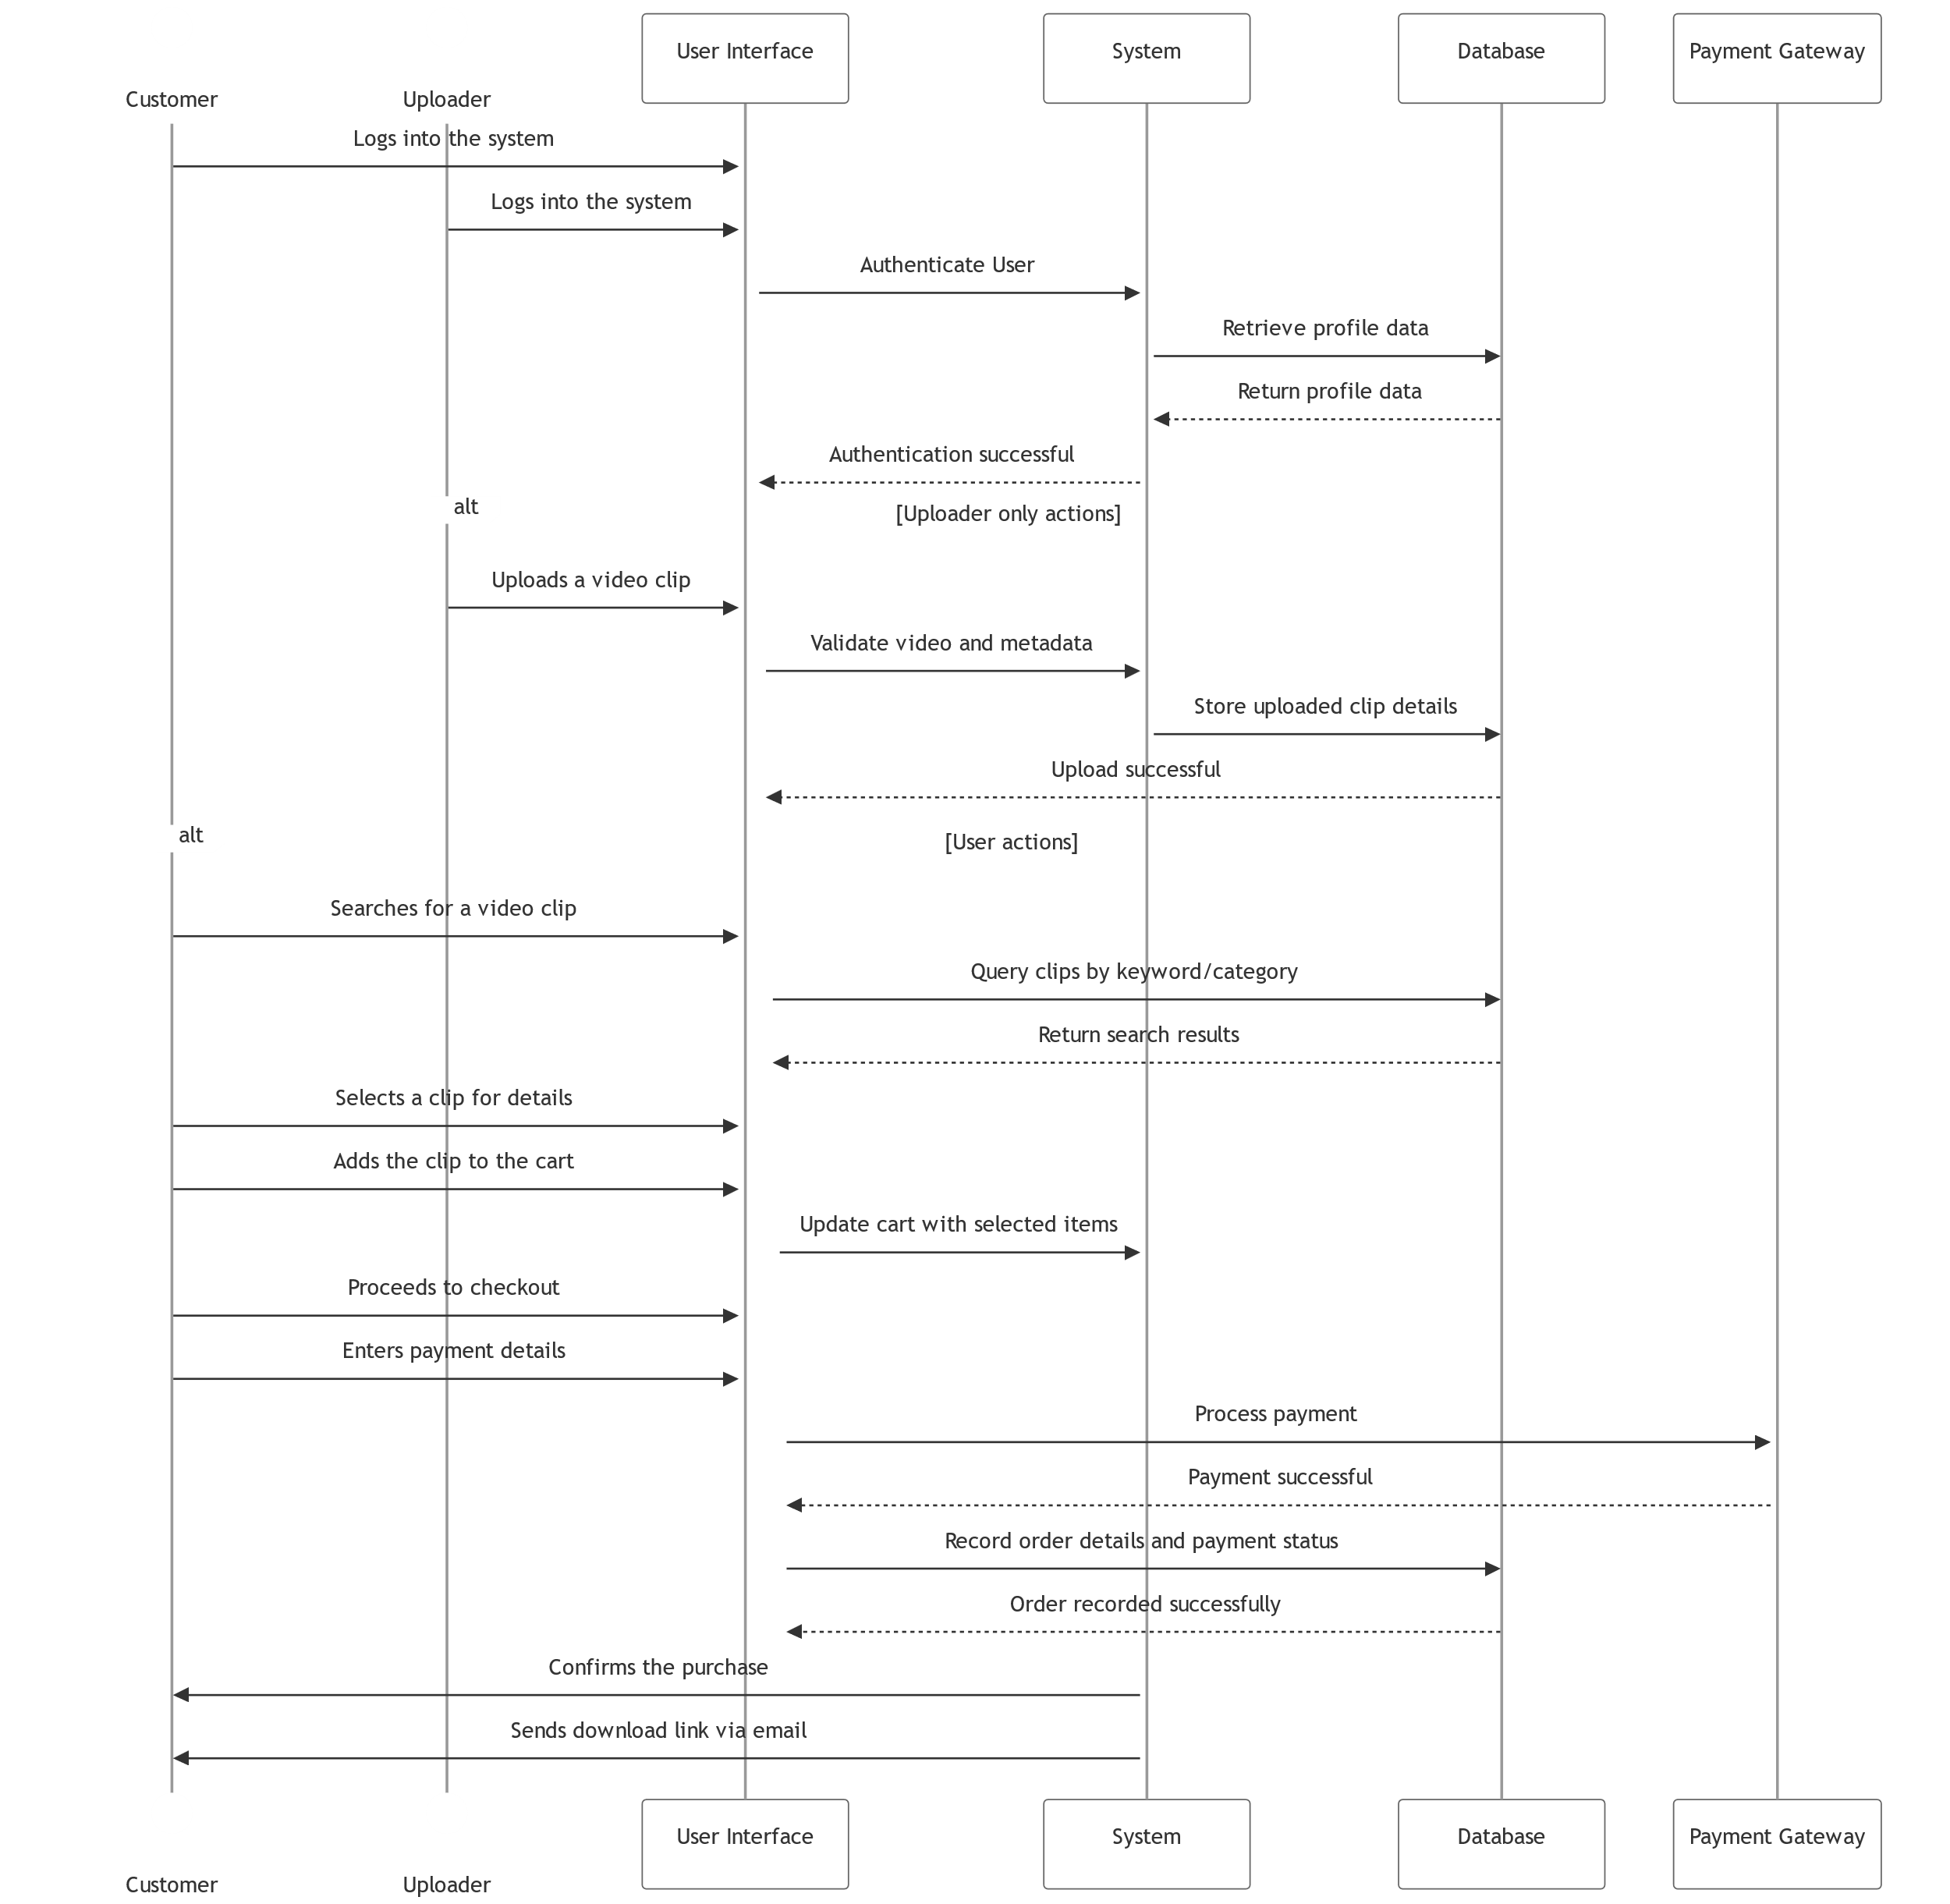 User Interface
System
Database
Payment Gateway
Customer
Uploader
Logs into the system
Logs into the system
Authenticate User
Retrieve profile data
Return profile data
Authentication successful
alt
[Uploader only actions]
Uploads a video clip
Validate video and metadata
Store uploaded clip details
Upload successful
alt
[User actions]
Searches for a video clip
Query clips by keyword/category
Return search results
Selects a clip for details
Adds the clip to the cart
Update cart with selected items
Proceeds to checkout
Enters payment details
Process payment
Payment successful
Record order details and payment status
Order recorded successfully
Confirms the purchase
Sends download link via email
User Interface
System
Database
Payment Gateway
Customer
Uploader